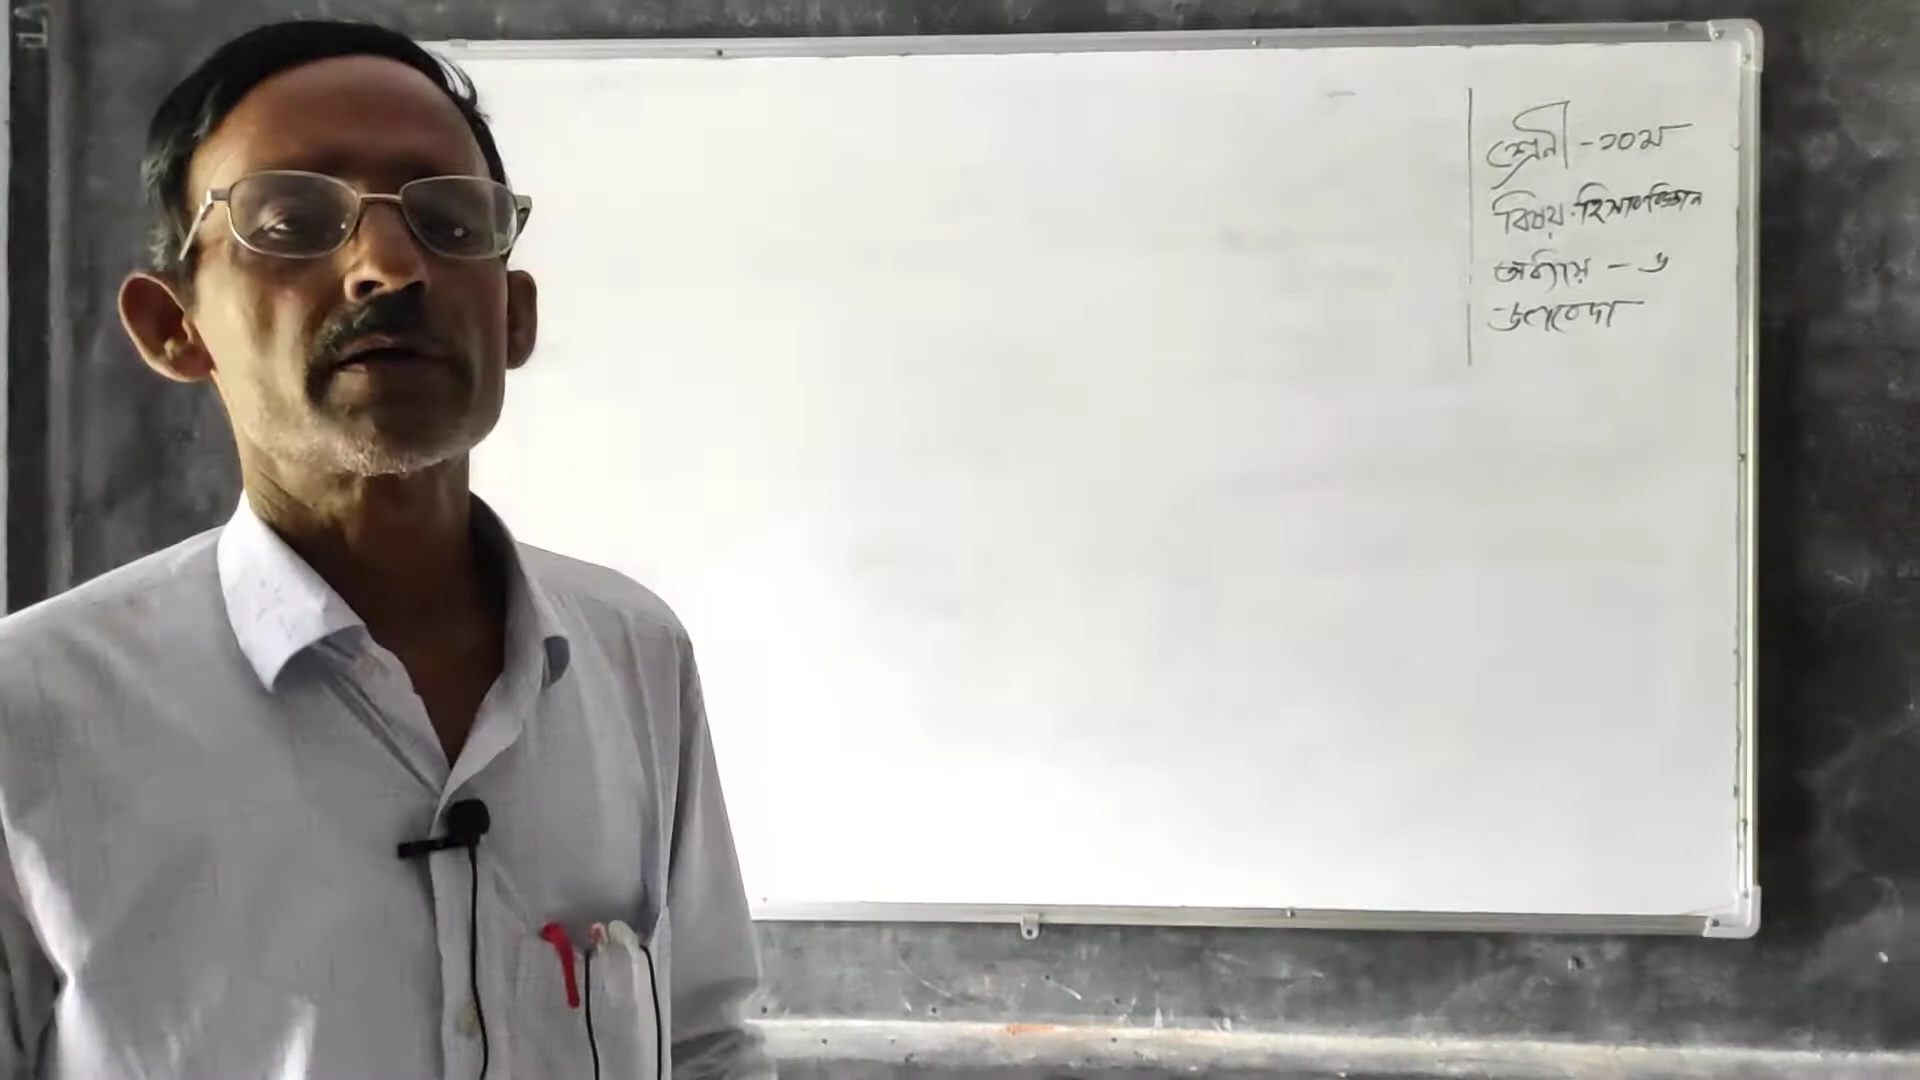 শ্রেনী - ১০ম
বিষয় - হিসাববিজ্ঞান
অধ্যায় - ৬
জাবেদা